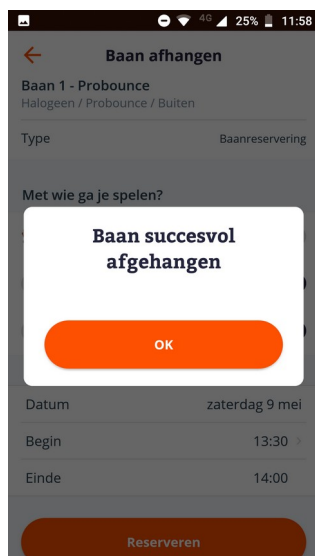 4G 25% 11:58
Baan afhangen
Baan 1 - Probounce
Halogeen / Probounce / Buiten
Type Baanreservering
Met wie ga je spelen?
Baan succesvol
afgehangen
OK
Datum zaterdag 9 mei
Begin 13:30
Einde 14:00
Reserveren